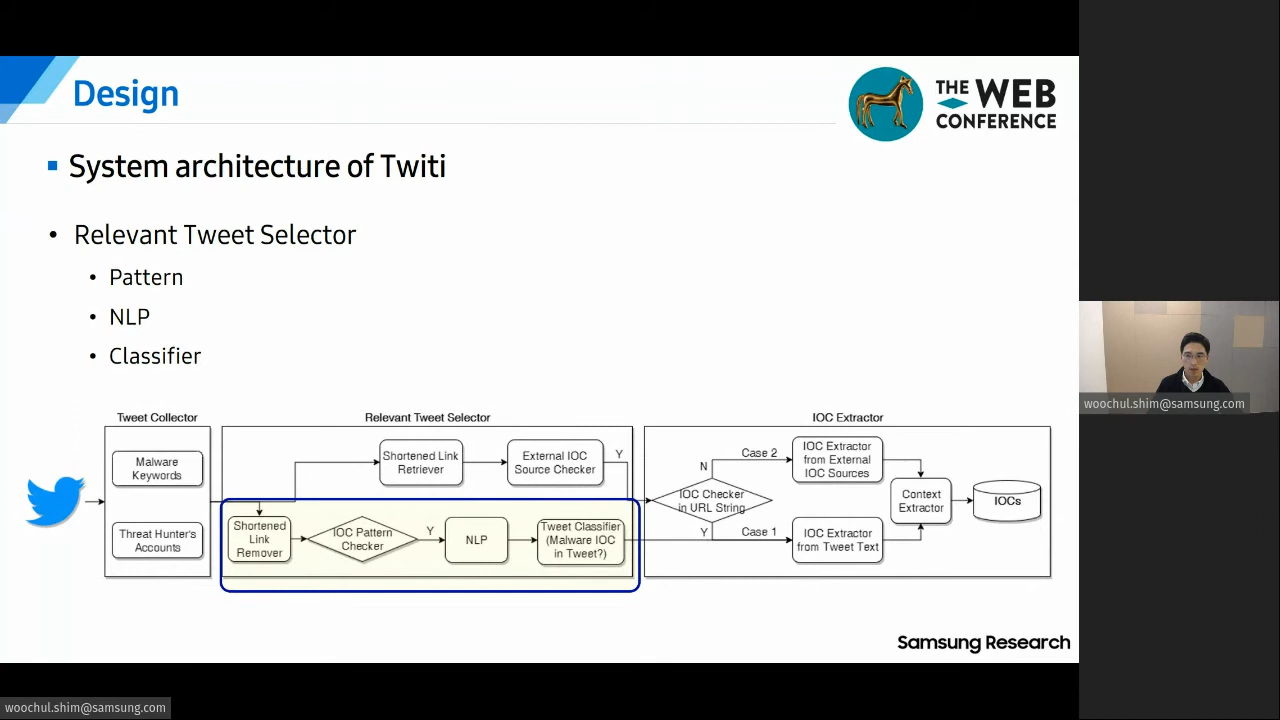 Design
THE WEB
CONFERENCE
System architecture of Twiti
• Relevant Tweet Selector
• Pattern
• NLP
• Classifier
Tweet Collector
Malware
Keywords
Threat Hunter's
Accounts
Relevant Tweet Selector
Shortened Link
Retriever
External IOC
Source Checker
Y
Shortened
Link
Remover
IOC Pattern
Checker
Y
NLP
Tweet Classifier
(Malware IOC
in Tweet?)
IOC Extractor
IOC Checker
in URL String
N
Case 2
Y
Case 1
IOC Extractor
from External
IOC Sources
IOC Extractor
from Tweet Text
Context
Extractor
IOCs
Samsung Research
woochul.shim@samsung.com
woochul.shim@samsung.com